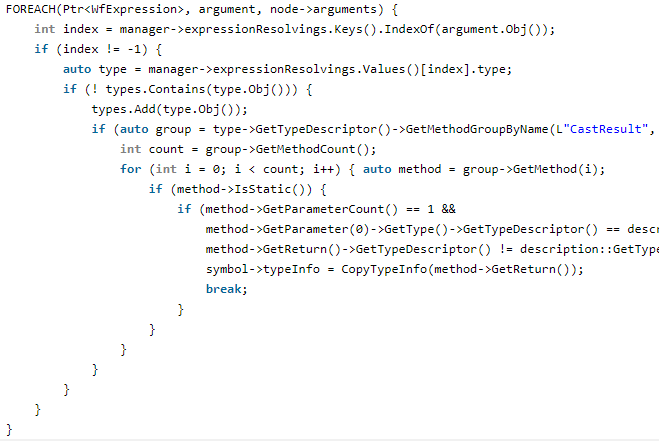 FOREACH(Ptr<WfExpression>, argument, node->arguments) {
    int index = manager->expressionResolvings.Keys().IndexOf(argument.Obj());
    if (index != -1) {
        auto type = manager->expressionResolvings.Values()[index].type;
        if (! types.Contains(type.Obj())) {
            types.Add(type.Obj());
            if (auto group = type->GetTypeDescriptor()->GetMethodGroupByName(L"CastResult",
                int count = group->GetMethodCount();
                for (int i = 0; i < count; i++) { auto method = group->GetMethod(i);
                    if (method->IsStatic()) {
                        if (method->GetParameterCount() == 1 &&
                            method->GetParameter(0)->GetType()->GetTypeDescriptor() == descr
                            method->GetReturn()->GetTypeDescriptor() != description::GetType
                            symbol->typeInfo = CopyTypeInfo(method->GetReturn());
                            break;
                        }
                    }
                }
            }
        }
    }
}